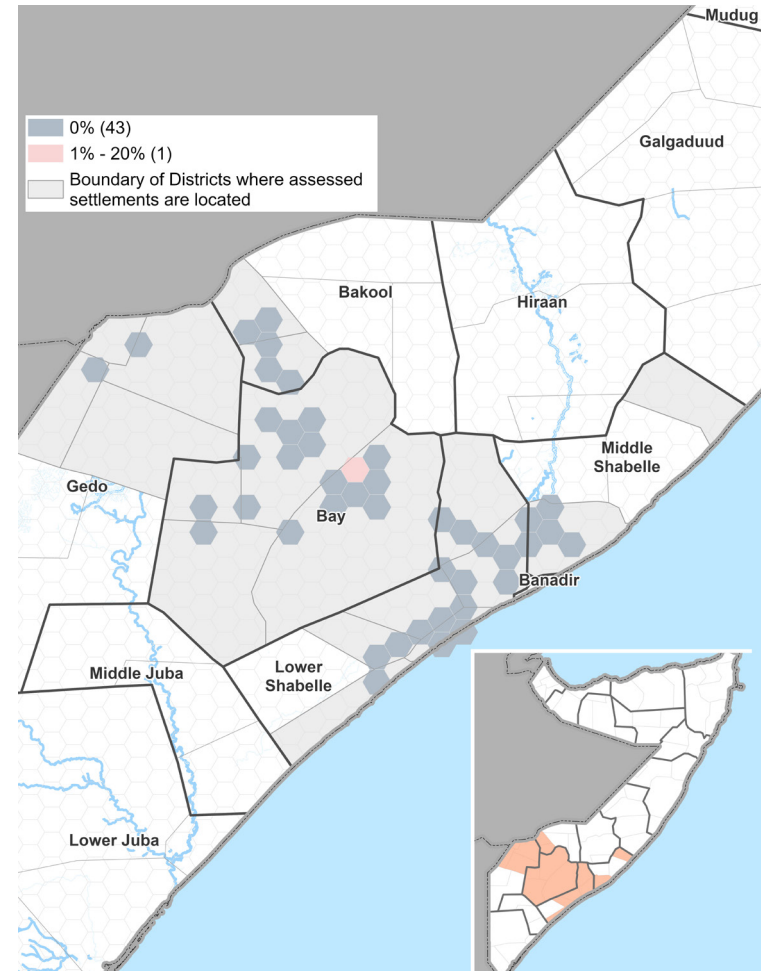 Mudug
0% (43)
1% - 20% (1)
Boundary of Districts where assessed
settlements are located
Galgaduud
Bakool
Hiraan
Middle
Shabelle
Gedo
Bay
Banadir
Middle Juba
Lower
Shabelle
Lower Juba